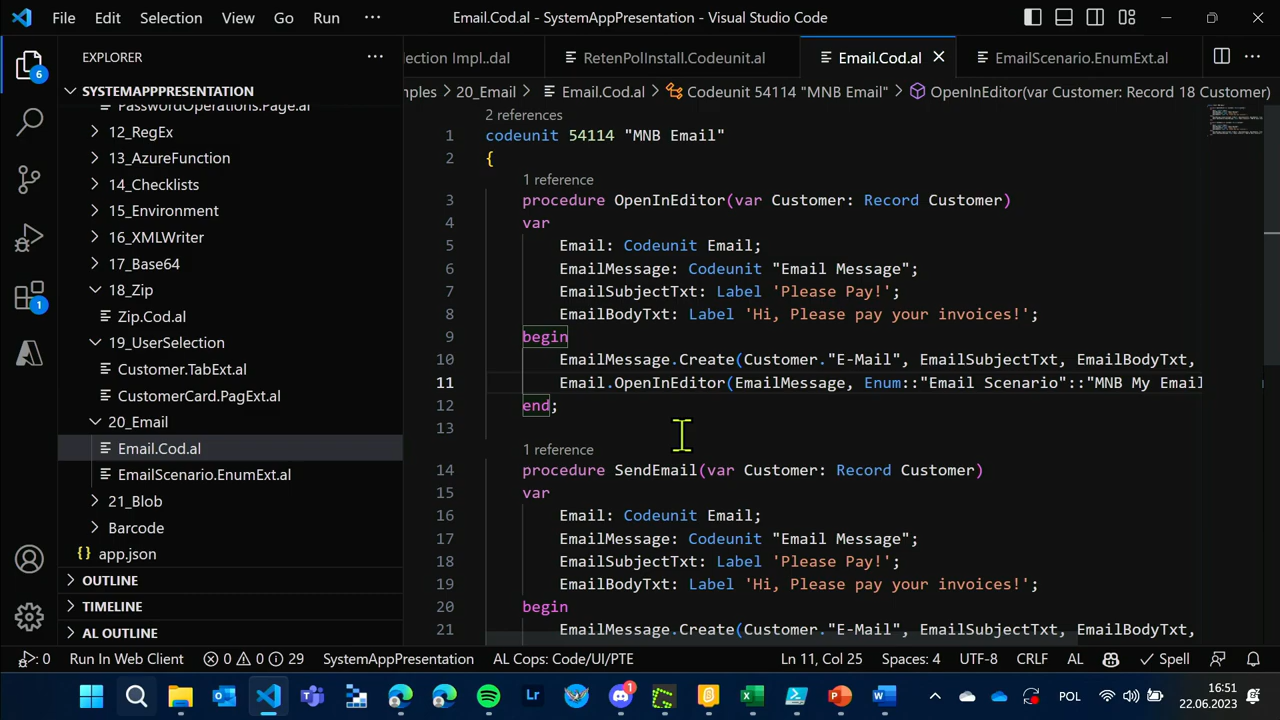 File Edit Selection View Go Run ··· Email.Cod.al - SystemAppPresentation - Visual Studio Code
EXPLORER ···
SYSTEMAPPPRESENTATION
PasswordOperations.Page.al
12_RegEx
13_AzureFunction
14_Checklists
15_Environment
16_XMLWriter
17_Base64
18_Zip
Zip.Cod.al
19_UserSelection
Customer.TabExt.al
CustomerCard.PagExt.al
20_Email
Email.Cod.al
EmailScenario.EnumExt.al
21_Blob
Barcode
{} app.json
OUTLINE
TIMELINE
AL OUTLINE
6
1
ection Impl..dal RetenPolInstall.Codeunit.al Email.Cod.al EmailScenario.EnumExt.al ···
nples > 20_Email > Email.Cod.al > Codeunit 54114 "MNB Email" > OpenInEditor(var Customer: Record 18 Customer)
2 references
1 codeunit 54114 "MNB Email"
2 {
1 reference
3 procedure OpenInEditor(var Customer: Record Customer)
4 var
5 Email: Codeunit Email;
6 EmailMessage: Codeunit "Email Message";
7 EmailSubjectTxt: Label 'Please Pay!';
8 EmailBodyTxt: Label 'Hi, Please pay your invoices!';
9 begin
10 EmailMessage.Create(Customer."E-Mail", EmailSubjectTxt, EmailBodyTxt,
11 Email.OpenInEditor(EmailMessage, Enum::"Email Scenario"::"MNB My Email
12 end;
13
1 reference
14 procedure SendEmail(var Customer: Record Customer)
15 var
16 Email: Codeunit Email;
17 EmailMessage: Codeunit "Email Message";
18 EmailSubjectTxt: Label 'Please Pay!';
19 EmailBodyTxt: Label 'Hi, Please pay your invoices!';
20 begin
21 EmailMessage.Create(Customer."E-Mail", EmailSubjectTxt, EmailBodyTxt,
0 Run In Web Client 0 0 29 SystemAppPresentation AL Cops: Code/UI/PTE Ln 11, Col 25 Spaces: 4 UTF-8 CRLF AL Spell
Lr 1 POL 16:51
22.06.2023